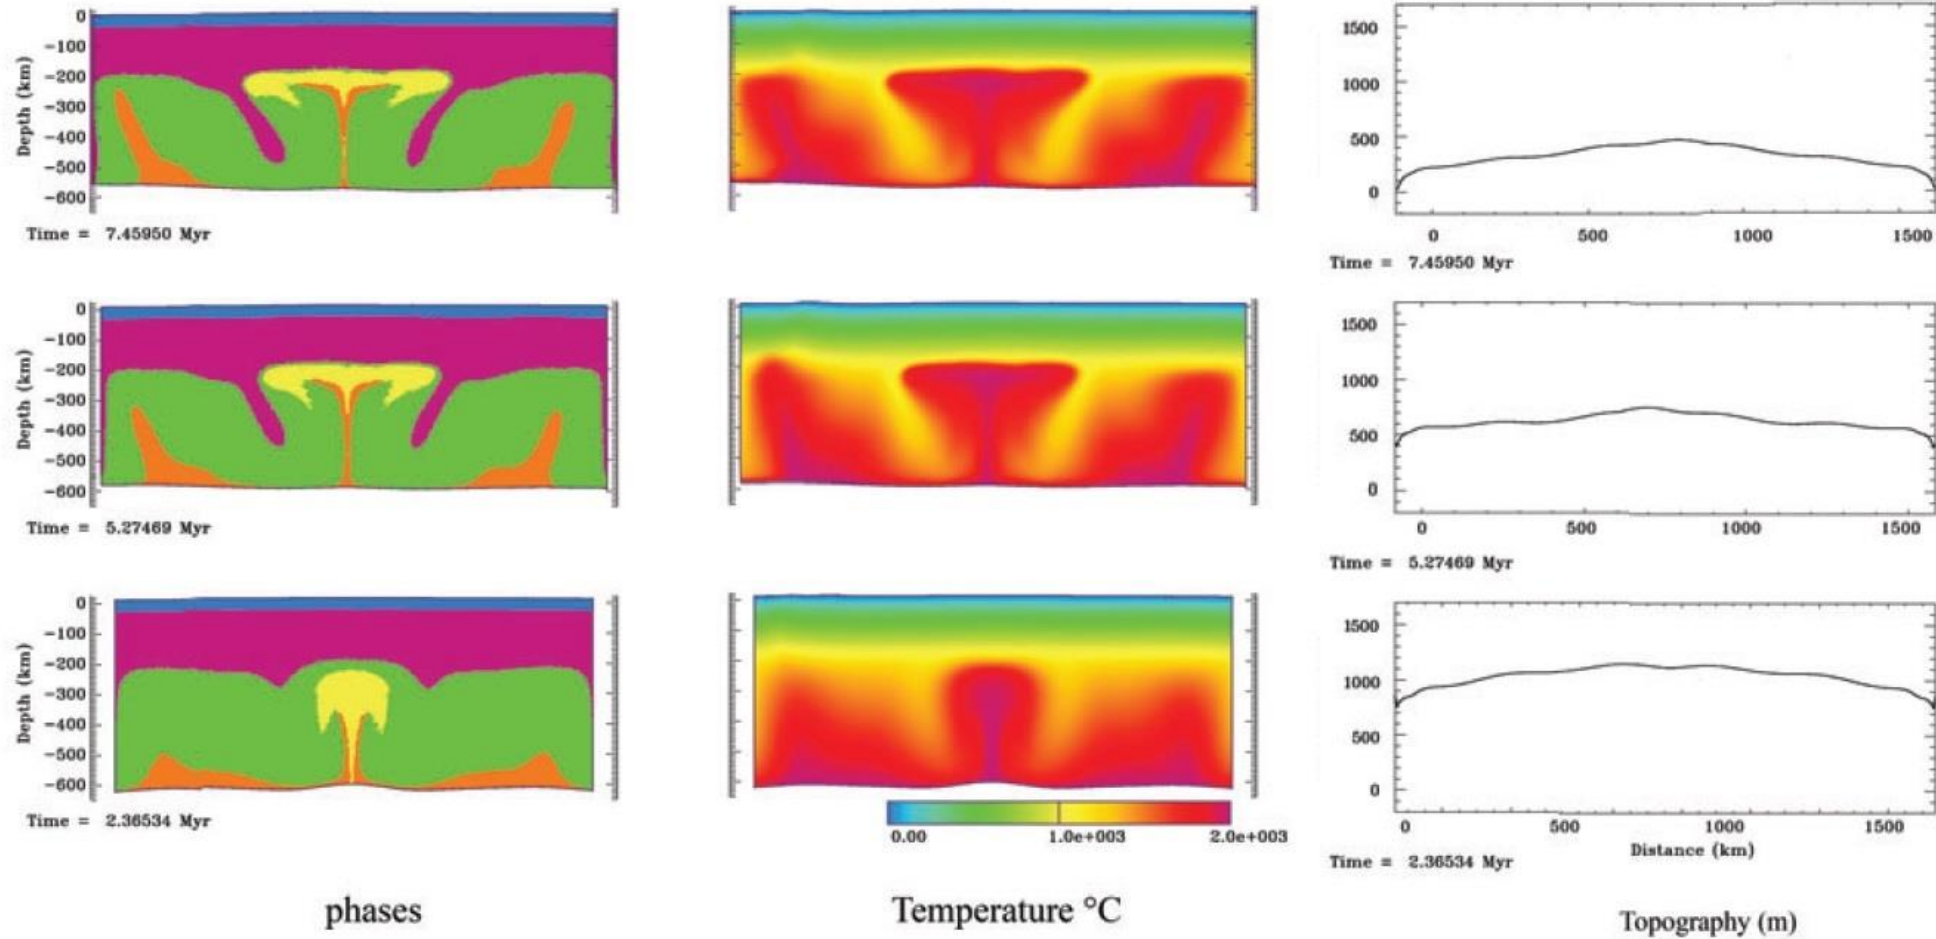 0
−100
−200
−300
−400
−500
−600
Depth (km)
Time = 7.45950 Myr
1500
1000
500
0
0 500 1000 1500
Time = 7.45950 Myr
0
−100
−200
−300
−400
−500
−600
Depth (km)
Time = 5.27469 Myr
1500
1000
500
0
0 500 1000 1500
Time = 5.27469 Myr
0
−100
−200
−300
−400
−500
−600
Depth (km)
Time = 2.36534 Myr
0.00 1.0e+003 2.0e+003
1500
1000
500
0
0 500 1000 1500
Distance (km)
Time = 2.36534 Myr
phases
Temperature °C
Topography (m)